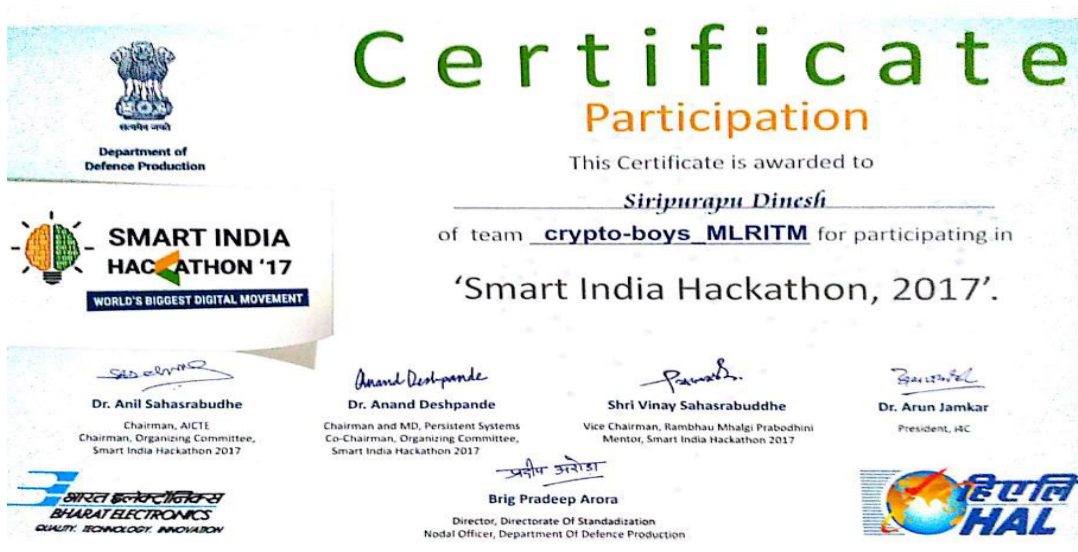 Certificate
Participation
This Certificate is awarded to
Siripurapu Dinesh
of team crypto-boys_MLRITM for participating in
'Smart India Hackathon, 2017'.
सत्यमेव जयते
Department of
Defence Production
SMART INDIA
HACKATHON '17
WORLD'S BIGGEST DIGITAL MOVEMENT
Anand Deshpande
Dr. Anil Sahasrabudhe
Chairman, AICTE
Chairman, Organizing Committee,
Smart India Hackathon 2017
Dr. Anand Deshpande
Chairman and MD, Persistent Systems
Co-Chairman, Organizing Committee,
Smart India Hackathon 2017
Shri Vinay Sahasrabuddhe
Vice Chairman, Rambhau Mhalgi Prabodhini
Mentor, Smart India Hackathon 2017
Dr. Arun Jamkar
President, i4C
प्रदीप अरोड़ा
Brig Pradeep Arora
Director, Directorate Of Standadization
Nodal Officer, Department Of Defence Production
भारत इलेक्ट्रॉनिक्स
BHARAT ELECTRONICS
QUALITY. TECHNOLOGY. INNOVATION
हिएलि
HAL